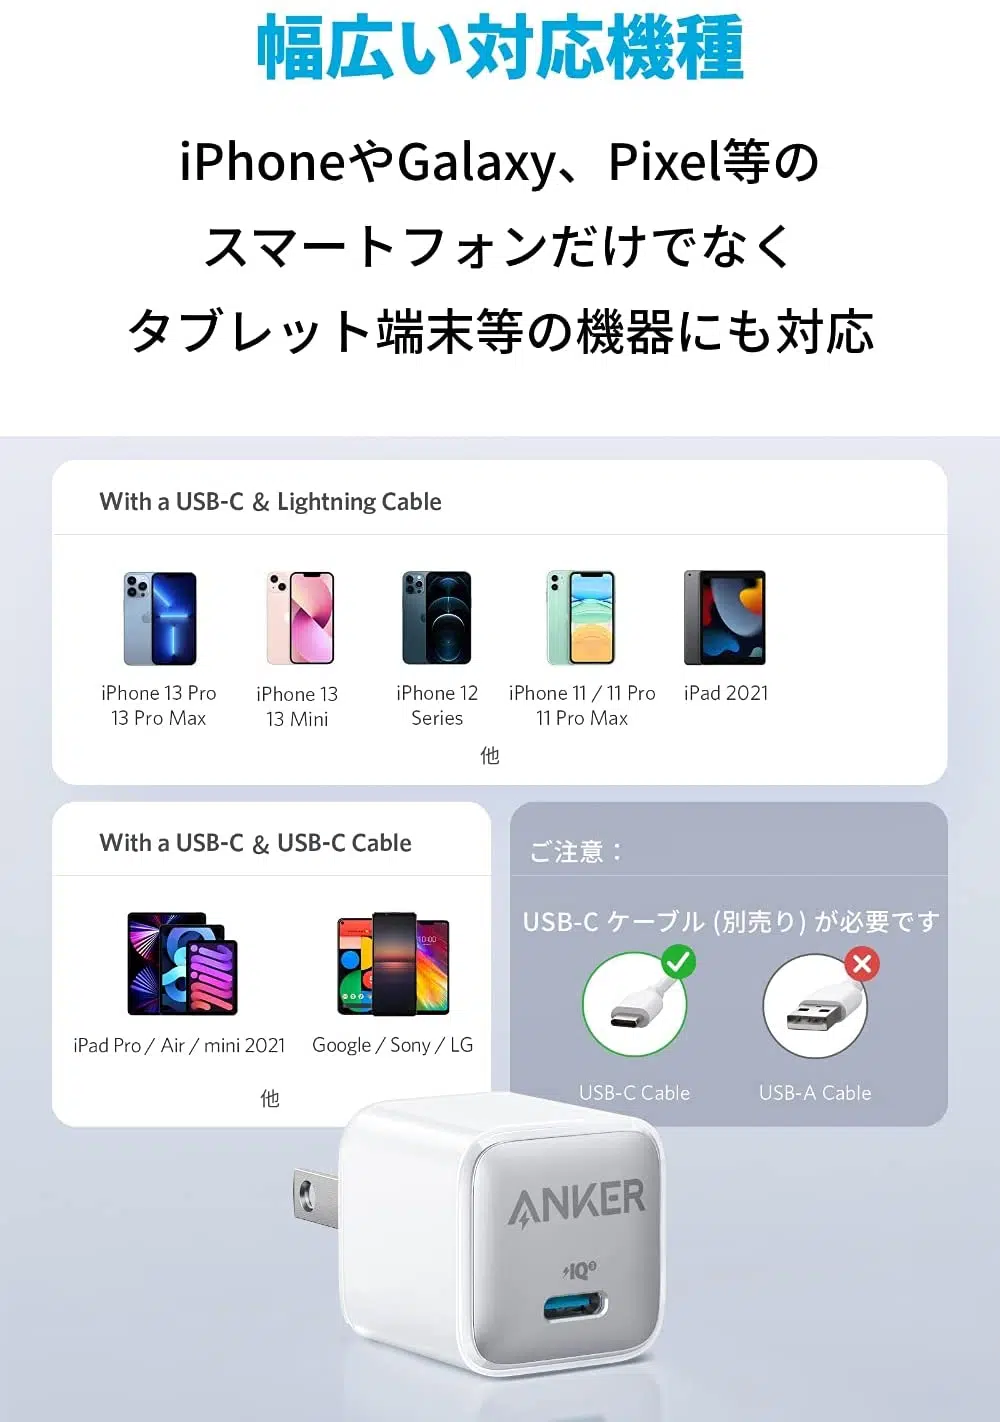 幅広い対応機種
iPhoneやGalaxy、Pixel等の
スマートフォンだけでなく
タブレット端末等の機器にも対応
With a USB-C & Lightning Cable
iPhone 13 Pro
13 Pro Max
iPhone 13
13 Mini
iPhone 12
Series
iPhone 11 / 11 Pro
11 Pro Max
iPad 2021
他
With a USB-C & USB-C Cable
iPad Pro / Air / mini 2021
Google / Sony / LG
他
ご注意：
USB-C ケーブル (別売り) が必要です
USB-C Cable
USB-A Cable
ANKER
IQ3